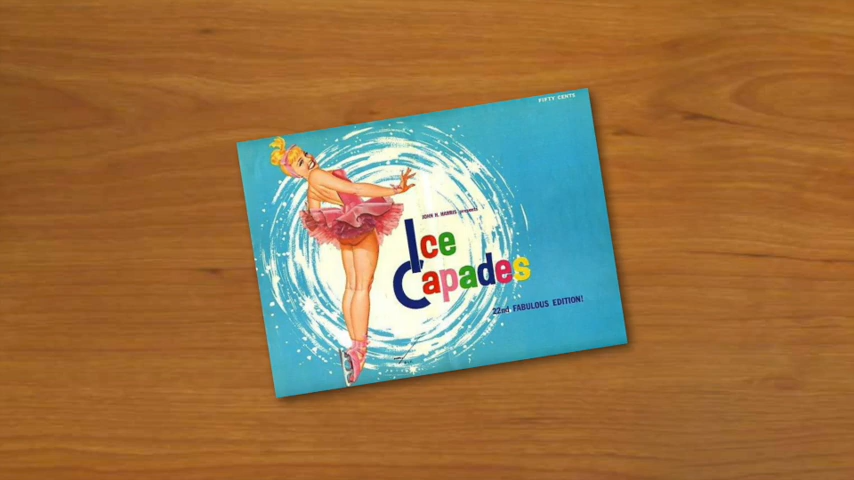 FIFTY CENTS
JOHN H. HARRIS presents
Ice
Capades
22nd FABULOUS EDITION!